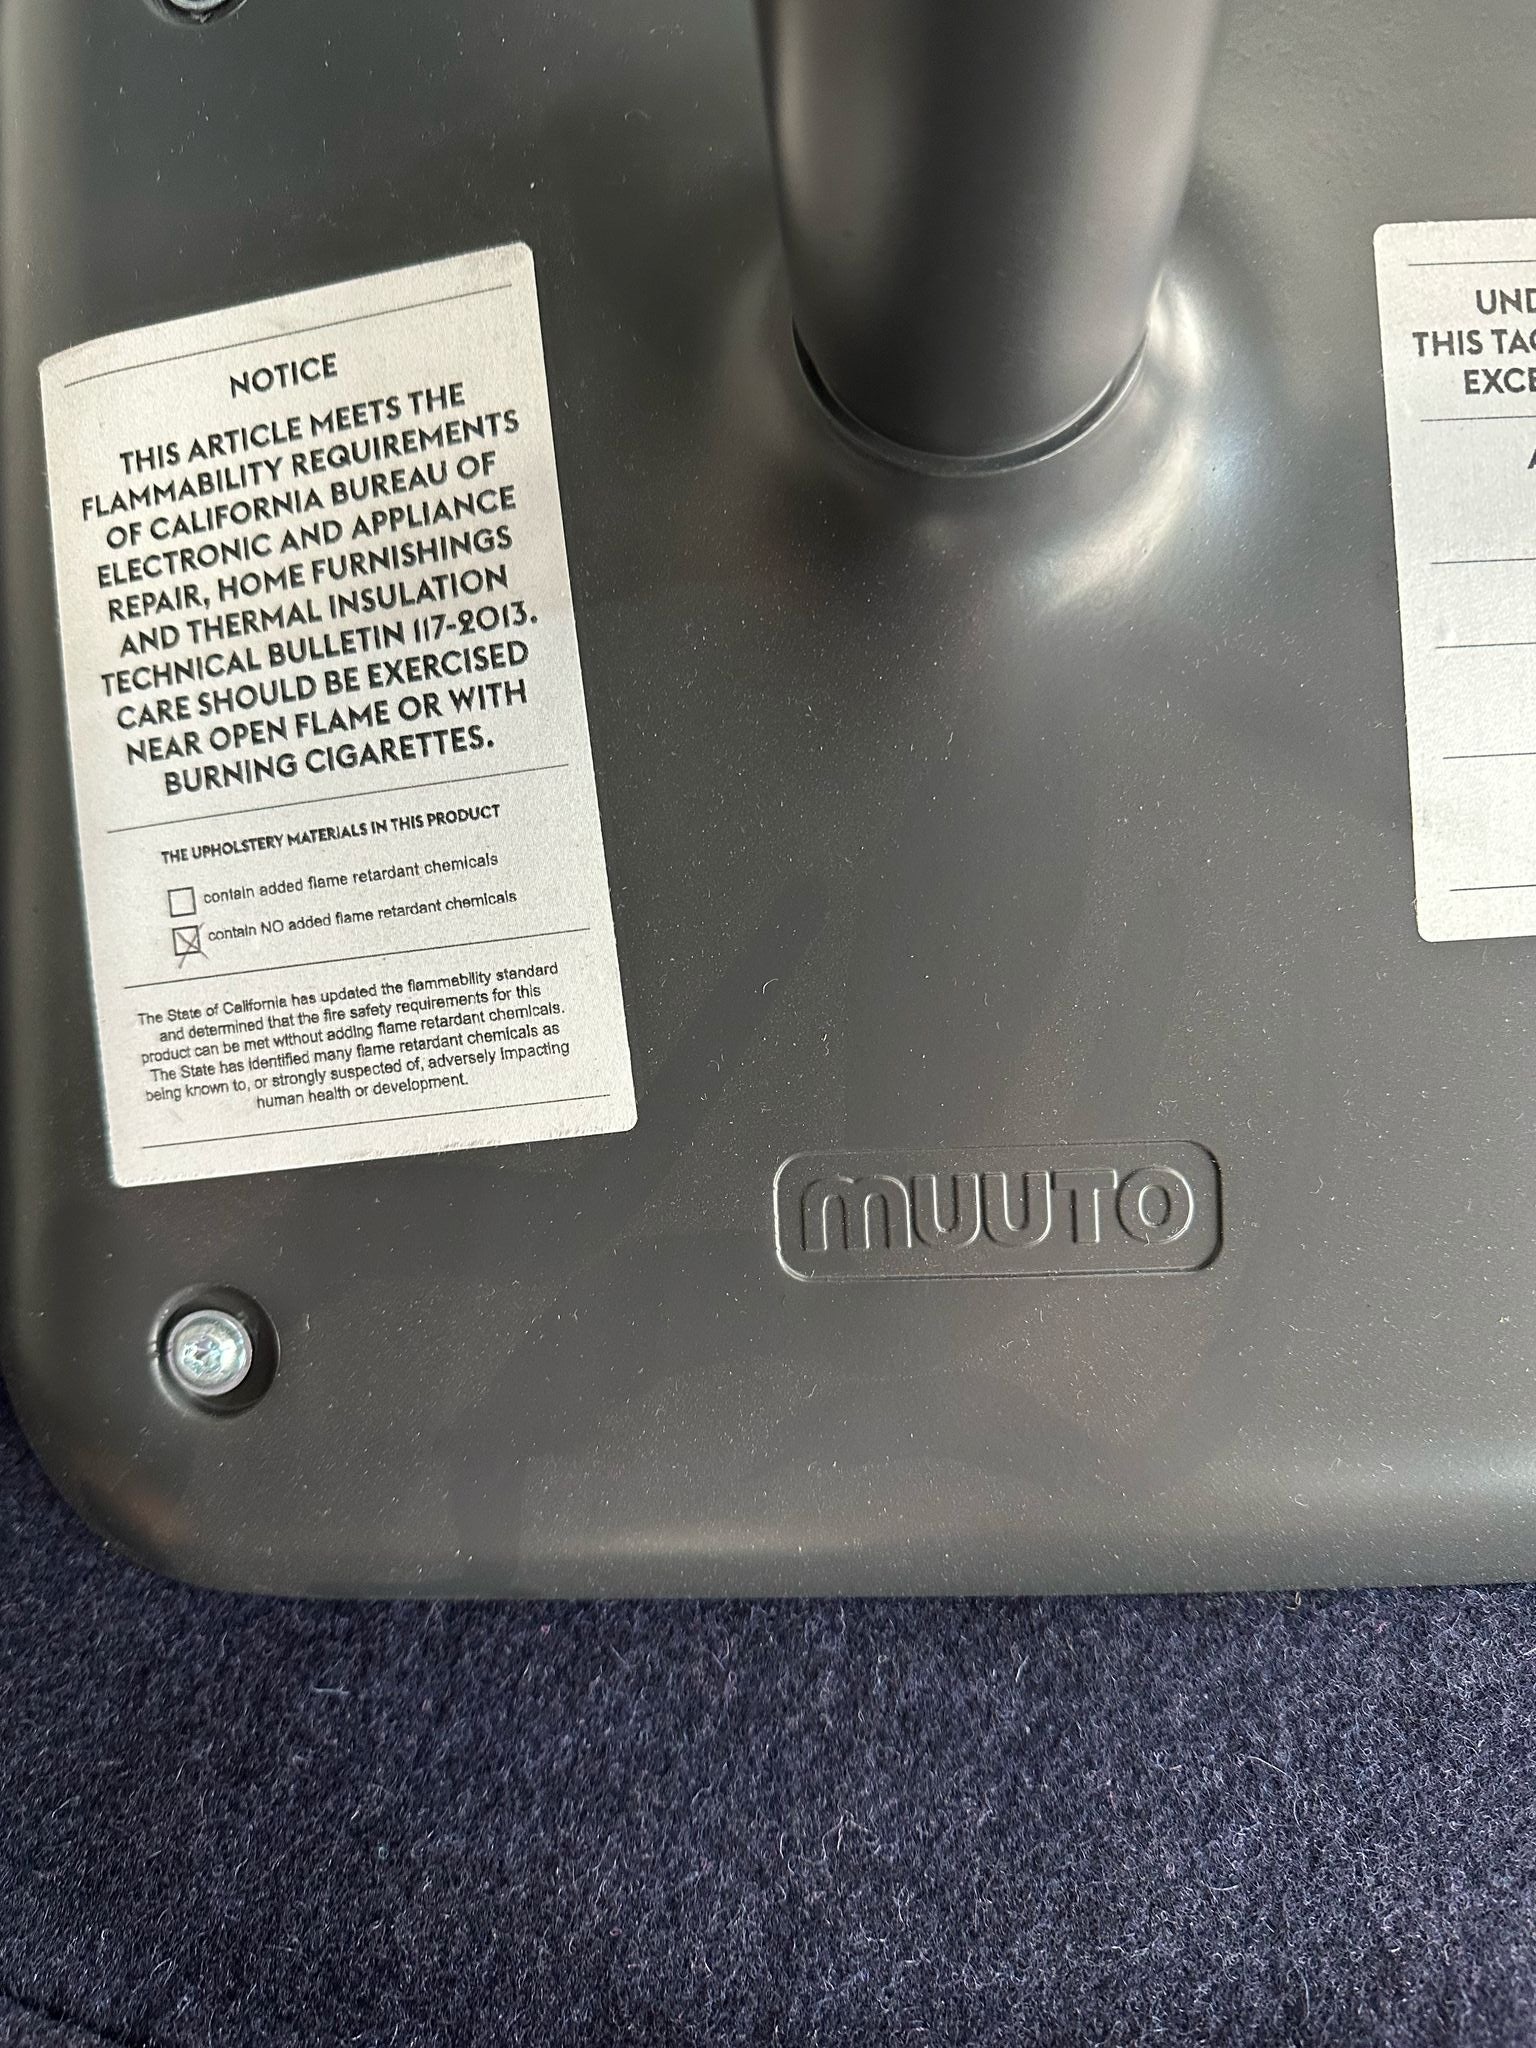 NOTICE
THIS ARTICLE MEETS THE
FLAMMABILITY REQUIREMENTS
OF CALIFORNIA BUREAU OF
ELECTRONIC AND APPLIANCE
REPAIR, HOME FURNISHINGS
AND THERMAL INSULATION
TECHNICAL BULLETIN 117-2013.
CARE SHOULD BE EXERCISED
NEAR OPEN FLAME OR WITH
BURNING CIGARETTES.
THE UPHOLSTERY MATERIALS IN THIS PRODUCT
contain added flame retardant chemicals
contain NO added flame retardant chemicals
The State of California has updated the flammability standard
and determined that the fire safety requirements for this
product can be met without adding flame retardant chemicals.
The State has identified many flame retardant chemicals as
being known to, or strongly suspected of, adversely impacting
human health or development.
MUUTO
THIS